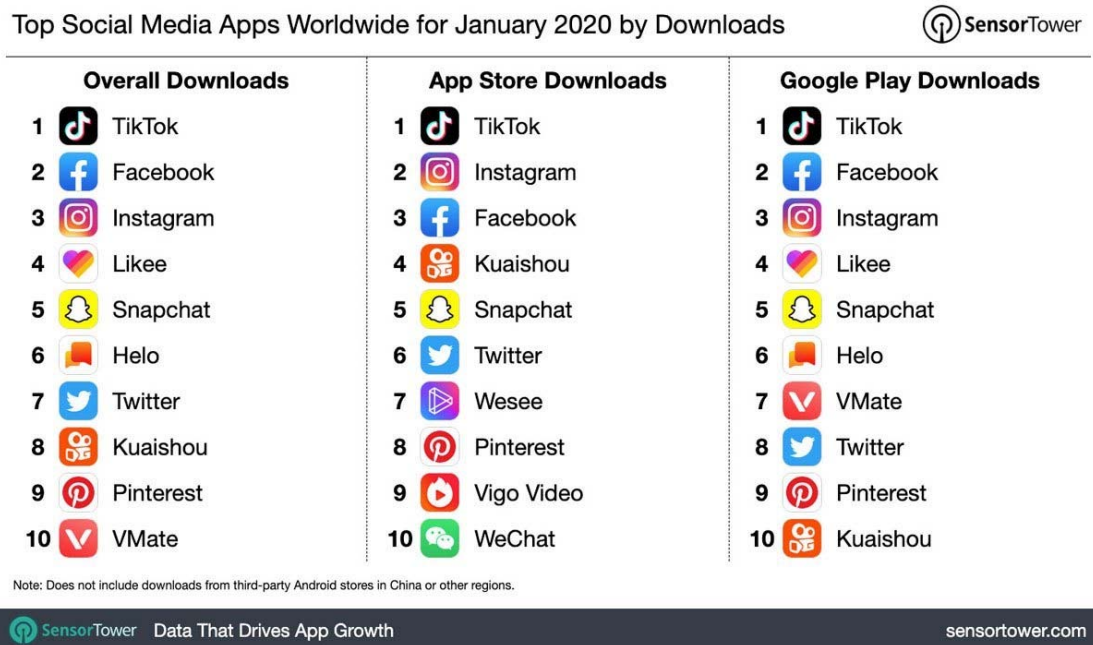 Top Social Media Apps Worldwide for January 2020 by Downloads
SensorTower
Overall Downloads
1 TikTok
2 Facebook
3 Instagram
4 Likee
5 Snapchat
6 Helo
7 Twitter
8 Kuaishou
9 Pinterest
10 VMate
App Store Downloads
1 TikTok
2 Instagram
3 Facebook
4 Kuaishou
5 Snapchat
6 Twitter
7 Wesee
8 Pinterest
9 Vigo Video
10 WeChat
Google Play Downloads
1 TikTok
2 Facebook
3 Instagram
4 Likee
5 Snapchat
6 Helo
7 VMate
8 Twitter
9 Pinterest
10 Kuaishou
Note: Does not include downloads from third-party Android stores in China or other regions.
SensorTower Data That Drives App Growth
sensortower.com